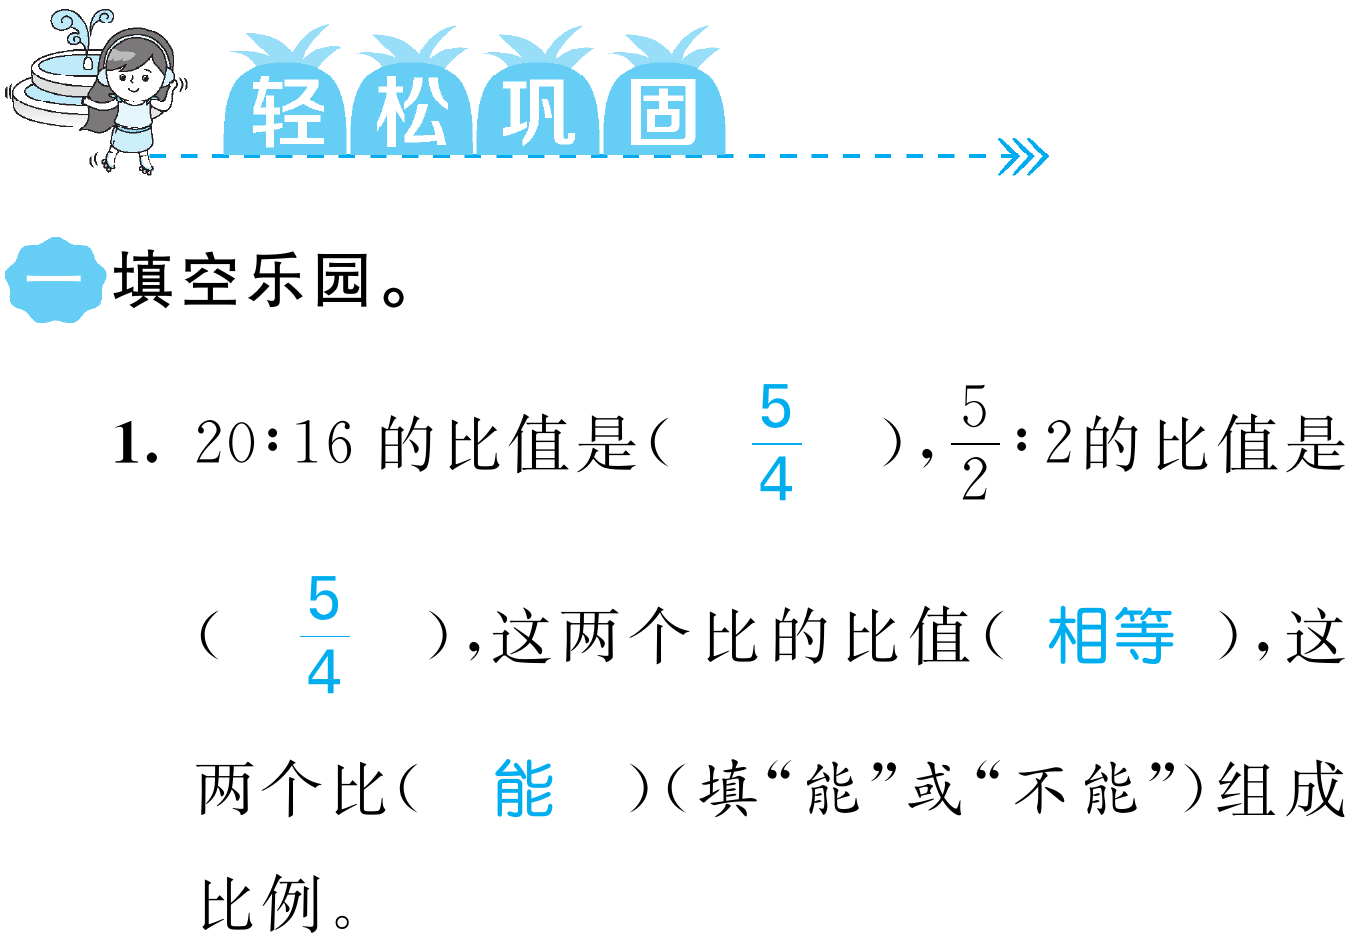 轻松巩固
一 填空乐园。
1. 20∶16 的比值是( 5/4 ),5/2∶2的比值是
( 5/4 ),这两个比的比值( 相等 ),这
两个比( 能 )(填“能”或“不能”)组成
比例。